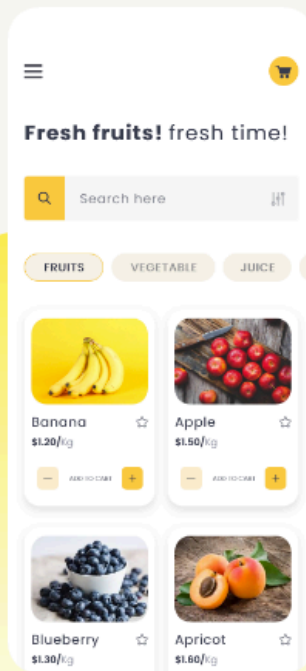 Fresh fruits! fresh time!
Search here
FRUITS VEGETABLE JUICE
Banana Apple
$1.20/Kg $1.50/Kg
− ADD TO CART + − ADD TO CART +
Blueberry Apricot
$1.30/Kg $1.60/Kg